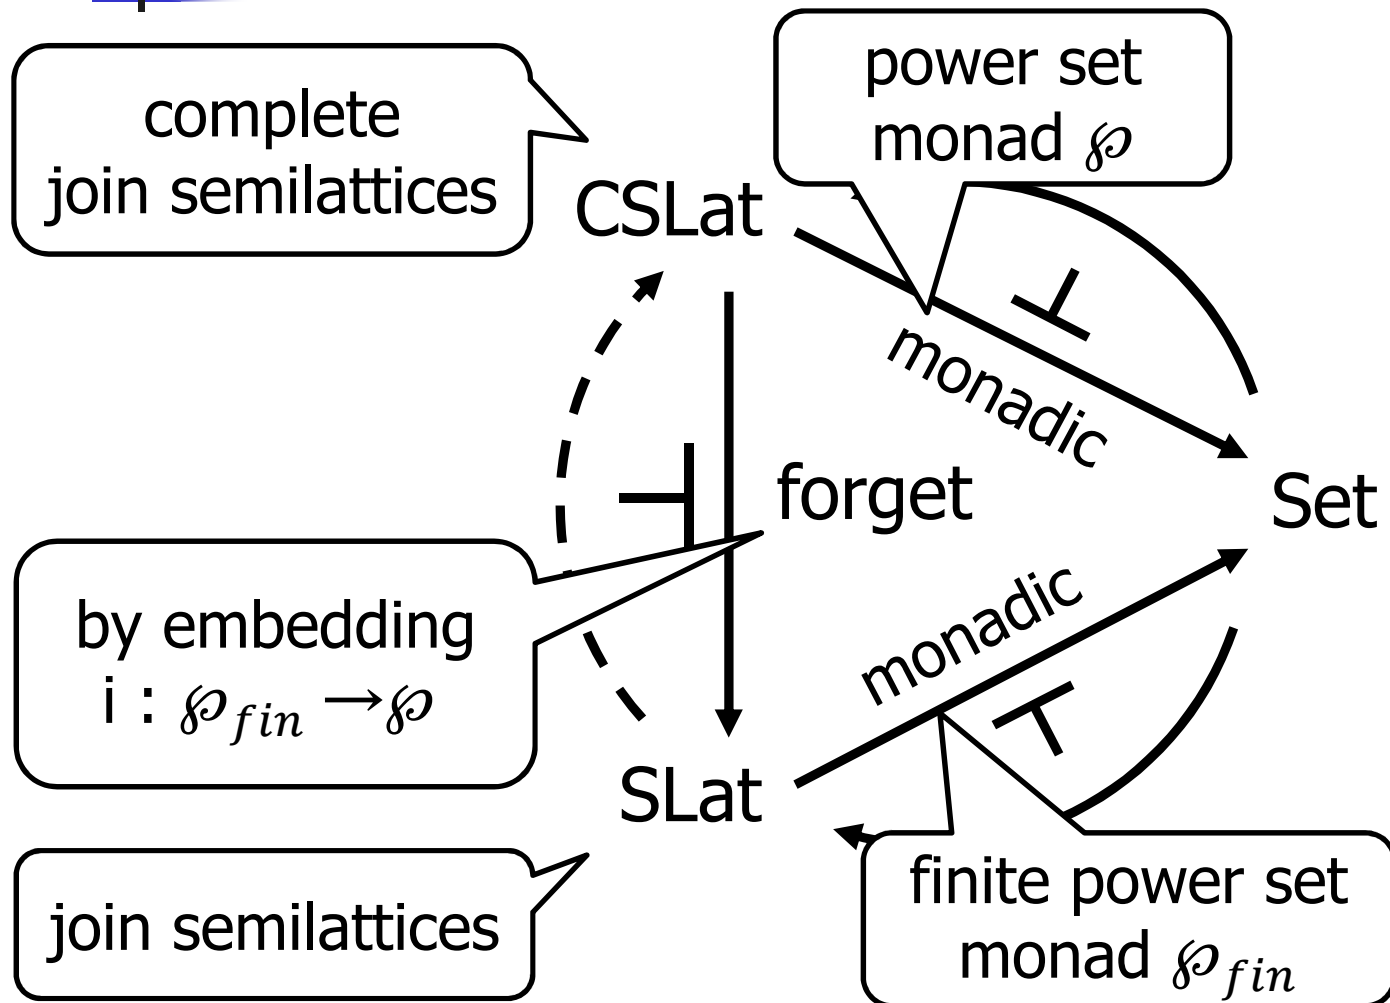 complete
join semilattices
power set
monad ℘
CSLat
monadic
forget
Set
by embedding
i : ℘fin →℘
monadic
SLat
join semilattices
finite power set
monad ℘fin